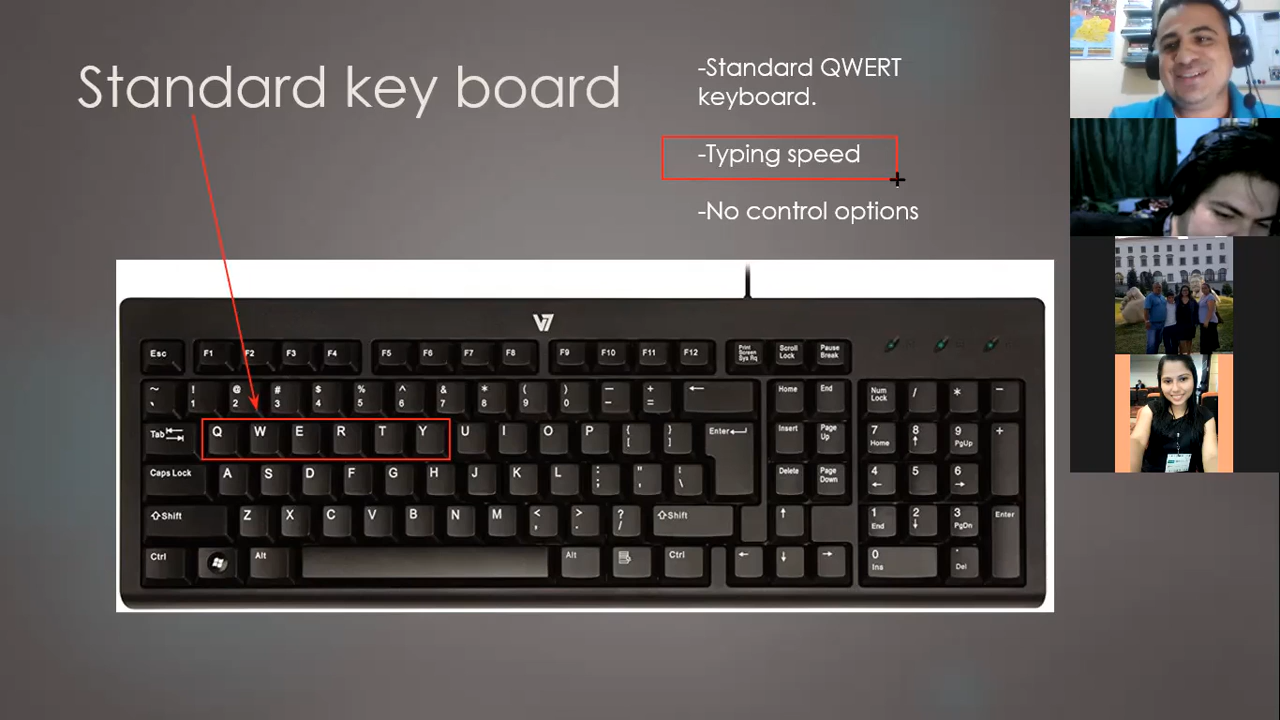 Standard key board
-Standard QWERT
keyboard.
-Typing speed
-No control options
V7
Esc F1 F2 F3 F4 F5 F6 F7 F8 F9 F10 F11 F12 Print Screen Sys Rq Scroll Lock Pause Break
~ ` ! 1 @ 2 # 3 $ 4 % 5 ^ 6 & 7 * 8 ( 9 ) 0 — - + = ← Home End Num Lock / * −
Tab Q W E R T Y U I O P { [ } ] Enter Insert Page Up 7 Home 8 ↑ 9 PgUp +
Caps Lock A S D F G H J K L : ; " ' | \ Delete Page Down 4 ← 5 6 →
⇧Shift Z X C V B N M < , > . ? / ⇧Shift ↑ 1 End 2 ↓ 3 PgDn Enter
Ctrl Alt Alt Ctrl ← ↓ → 0 Ins . Del